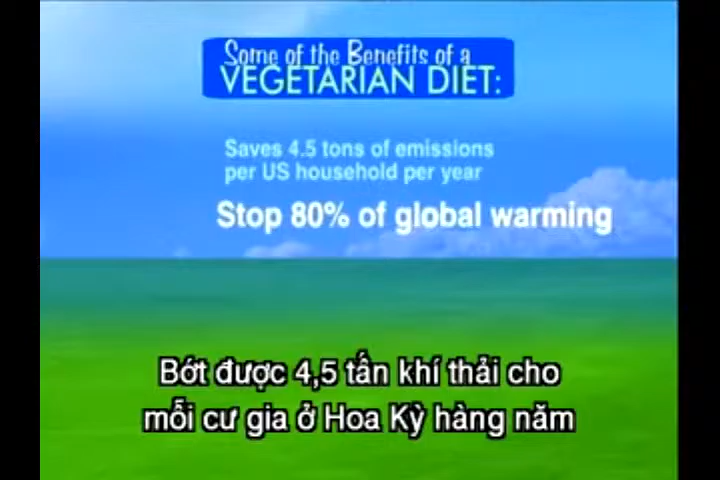 Some of the Benefits of a
VEGETARIAN DIET:
Saves 4.5 tons of emissions
per US household per year
Stop 80% of global warming
Bớt được 4,5 tấn khí thải cho
mỗi cư gia ở Hoa Kỳ hàng năm